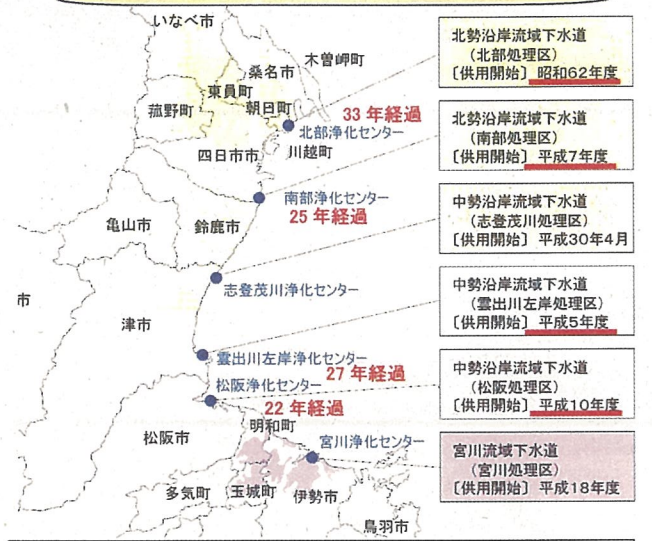 いなべ市
木曽岬町
桑名市
東員町
朝日町
菰野町
33年経過
北部浄化センター
川越町
四日市市
南部浄化センター
25年経過
亀山市
鈴鹿市
志登茂川浄化センター
市
津市
雲出川左岸浄化センター
27年経過
松阪浄化センター
22年経過
明和町
松阪市
宮川浄化センター
多気町
玉城町
伊勢市
鳥羽市
北勢沿岸流域下水道
(北部処理区)
〔供用開始〕昭和62年度
北勢沿岸流域下水道
(南部処理区)
〔供用開始〕平成7年度
中勢沿岸流域下水道
(志登茂川処理区)
〔供用開始〕平成30年4月
中勢沿岸流域下水道
(雲出川左岸処理区)
〔供用開始〕平成5年度
中勢沿岸流域下水道
(松阪処理区)
〔供用開始〕平成10年度
宮川流域下水道
(宮川処理区)
〔供用開始〕平成18年度